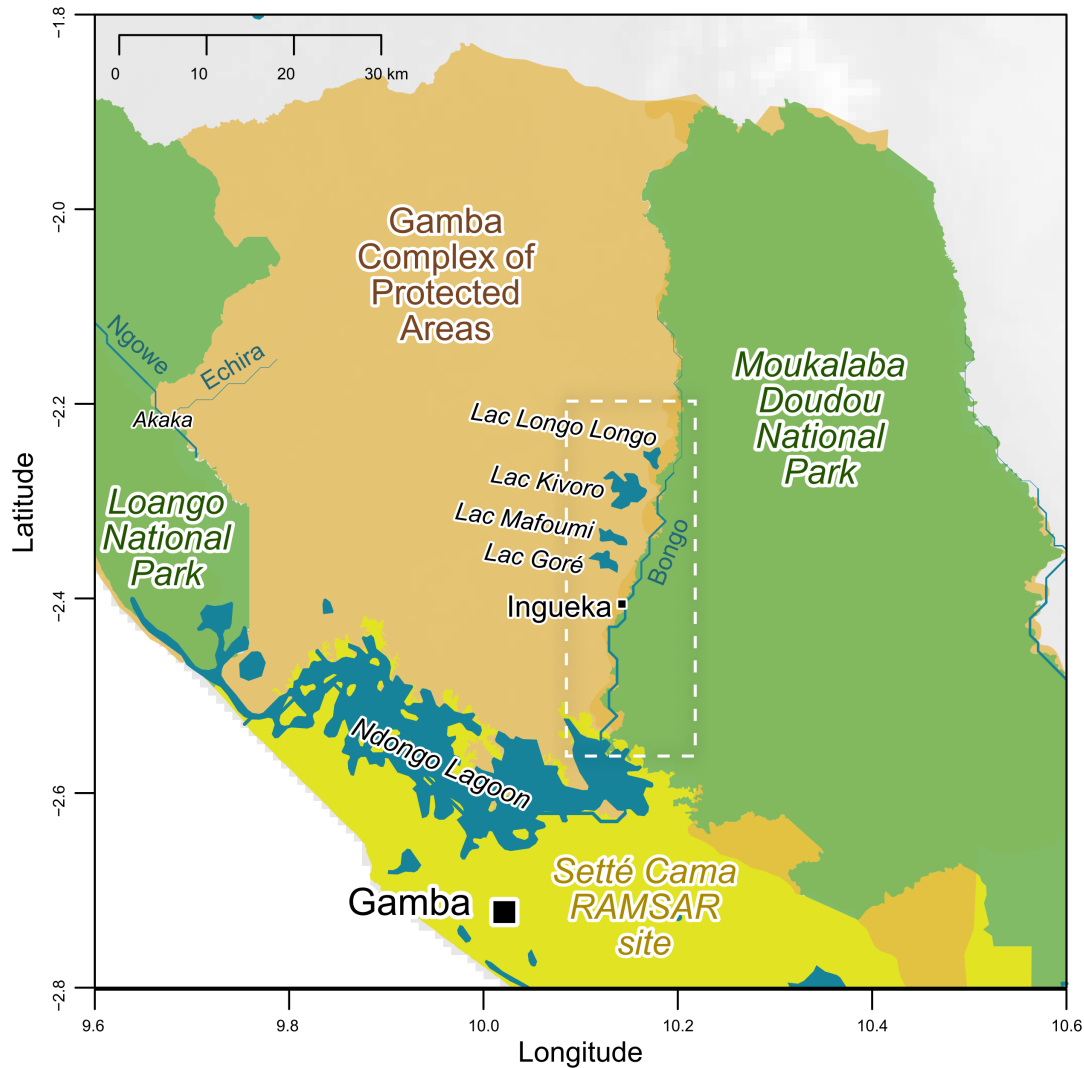 −1.8
0
10
20
30 km
−2.0
Gamba
Complex of
Protected
Areas
Ngowe
Echira
Moukalaba
Doudou
National
Park
−2.2
Akaka
Lac Longo Longo
Lac Kivoro
Lac Mafoumi
Lac Goré
Bongo
Latitude
Loango
National
Park
−2.4
Ingueka
Ndongo Lagoon
−2.6
Setté Cama
RAMSAR
site
Gamba
−2.8
9.6
9.8
10.0
10.2
10.4
10.6
Longitude